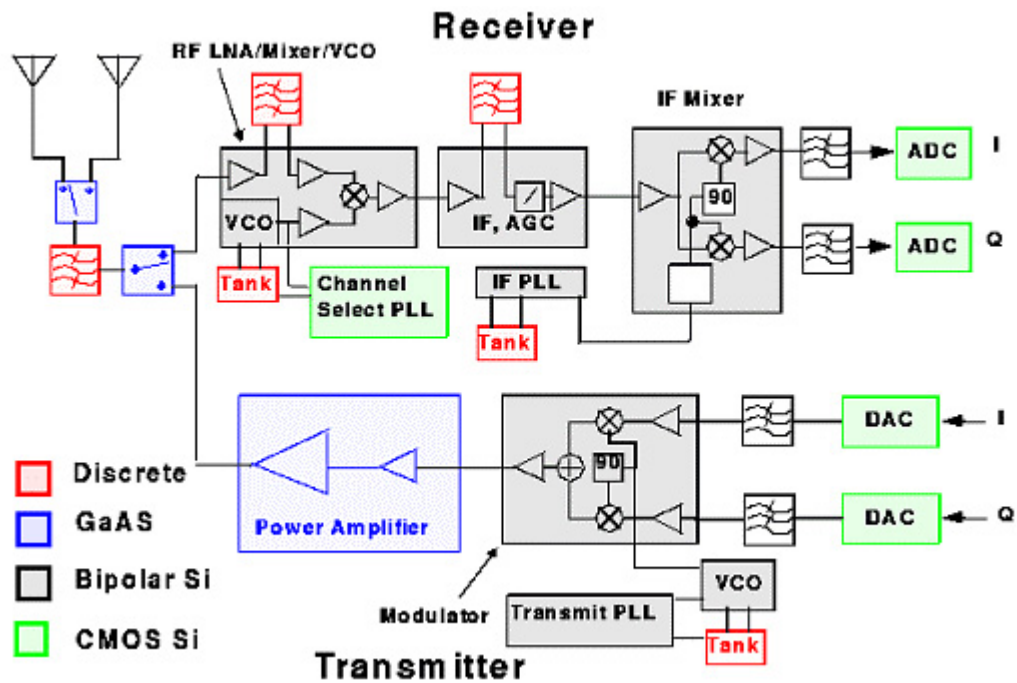 Receiver
RF LNA/Mixer/VCO
IF Mixer
ADC
I
90
VCO
IF, AGC
ADC
Q
Tank
Channel
Select PLL
IF PLL
Tank
DAC
I
90
Discrete
GaAS
Power Amplifier
DAC
Q
Bipolar Si
VCO
Modulator
Transmit PLL
CMOS Si
Tank
Transmitter